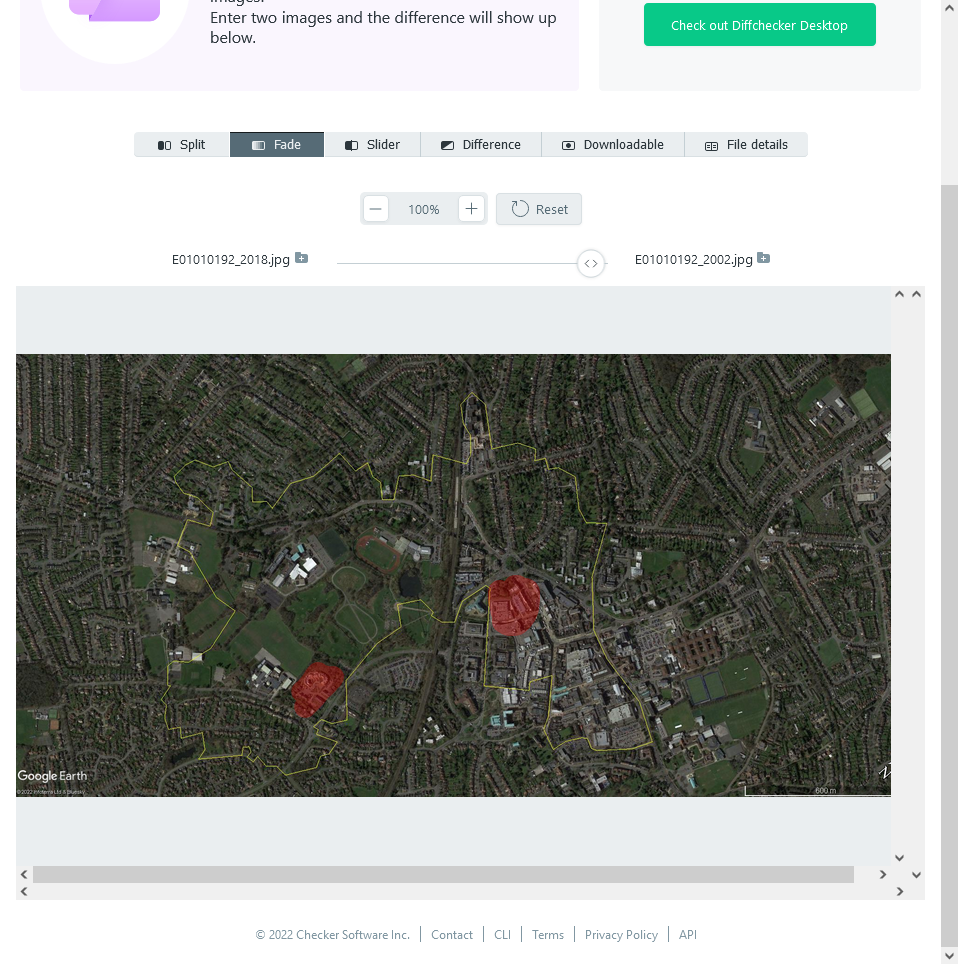 images.
Enter two images and the difference will show up
below.
Check out Diffchecker Desktop
Split
Fade
Slider
Difference
Downloadable
File details
100%
Reset
E01010192_2018.jpg
E01010192_2002.jpg
Google Earth
600 m
© 2022 Checker Software Inc.
Contact
CLI
Terms
Privacy Policy
API